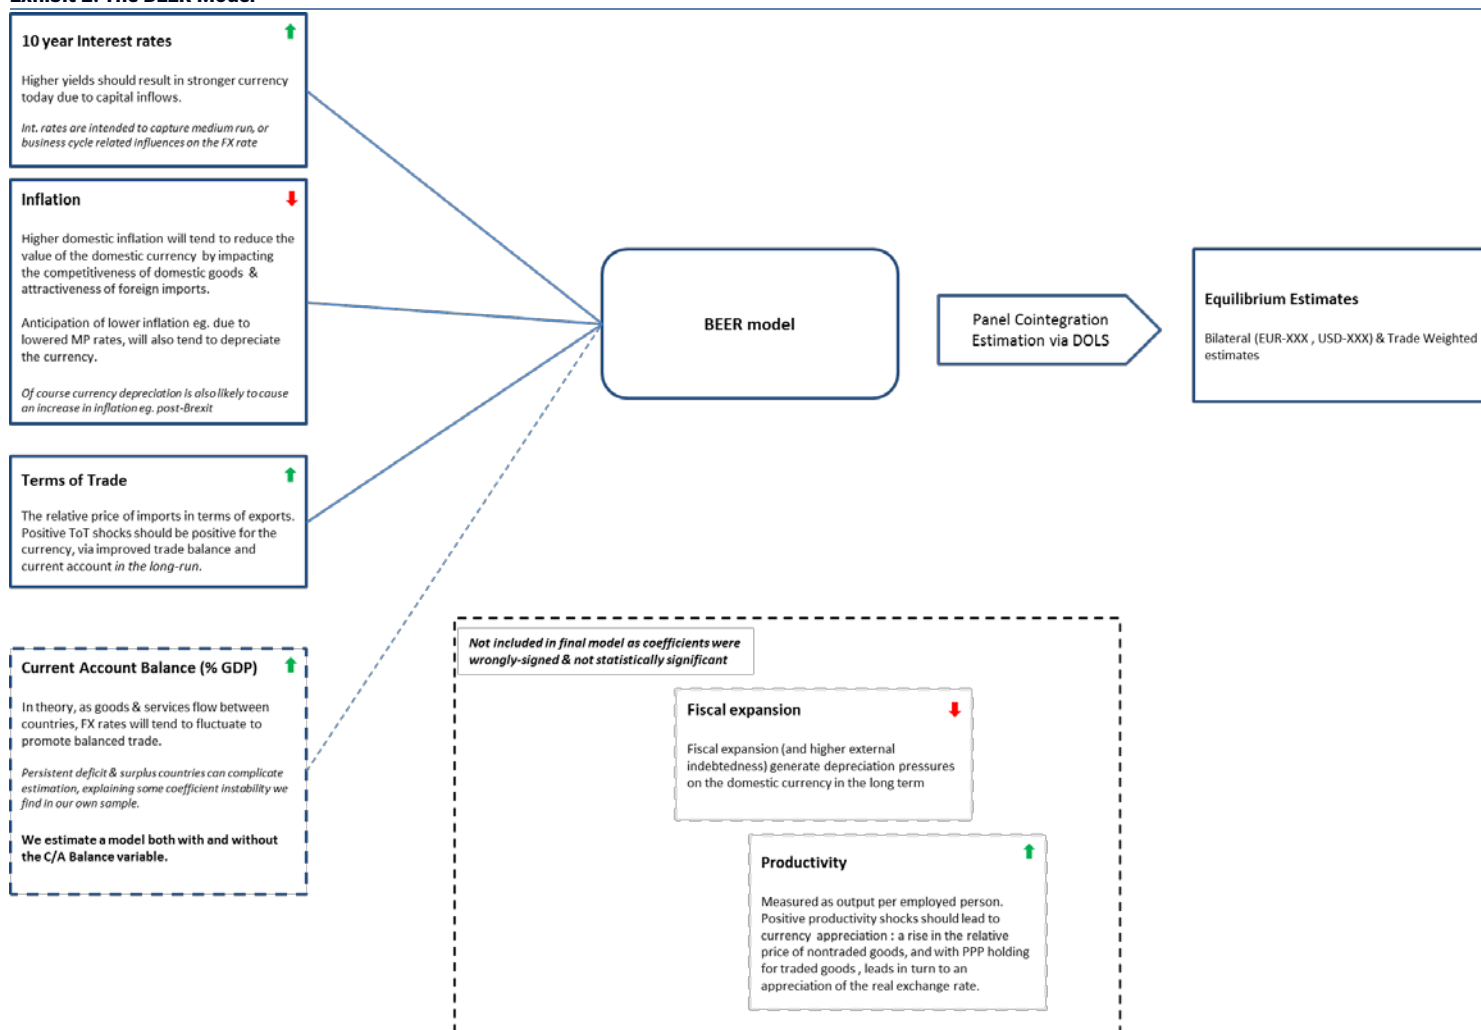 Exhibit 2: The BEER Model
10 year Interest rates
Higher yields should result in stronger currency
today due to capital inflows.
Int. rates are intended to capture medium run, or
business cycle related influences on the FX rate
Inflation
Higher domestic inflation will tend to reduce the
value of the domestic currency by impacting
the competitiveness of domestic goods &
attractiveness of foreign imports.
Anticipation of lower inflation eg. due to
lowered MP rates, will also tend to depreciate
the currency.
Of course currency depreciation is also likely to cause
an increase in inflation eg. post-Brexit
Terms of Trade
The relative price of imports in terms of exports.
Positive ToT shocks should be positive for the
currency, via improved trade balance and
current account in the long-run.
Current Account Balance (% GDP)
In theory, as goods & services flow between
countries, FX rates will tend to fluctuate to
promote balanced trade.
Persistent deficit & surplus countries can complicate
estimation, explaining some coefficient instability we
find in our own sample.
We estimate a model both with and without
the C/A Balance variable.
BEER model
Panel Cointegration
Estimation via DOLS
Equilibrium Estimates
Bilateral (EUR-XXX , USD-XXX) & Trade Weighted
estimates
Not included in final model as coefficients were
wrongly-signed & not statistically significant
Fiscal expansion
Fiscal expansion (and higher external
indebtedness) generate depreciation pressures
on the domestic currency in the long term
Productivity
Measured as output per employed person.
Positive productivity shocks should lead to
currency appreciation : a rise in the relative
price of nontraded goods, and with PPP holding
for traded goods , leads in turn to an
appreciation of the real exchange rate.